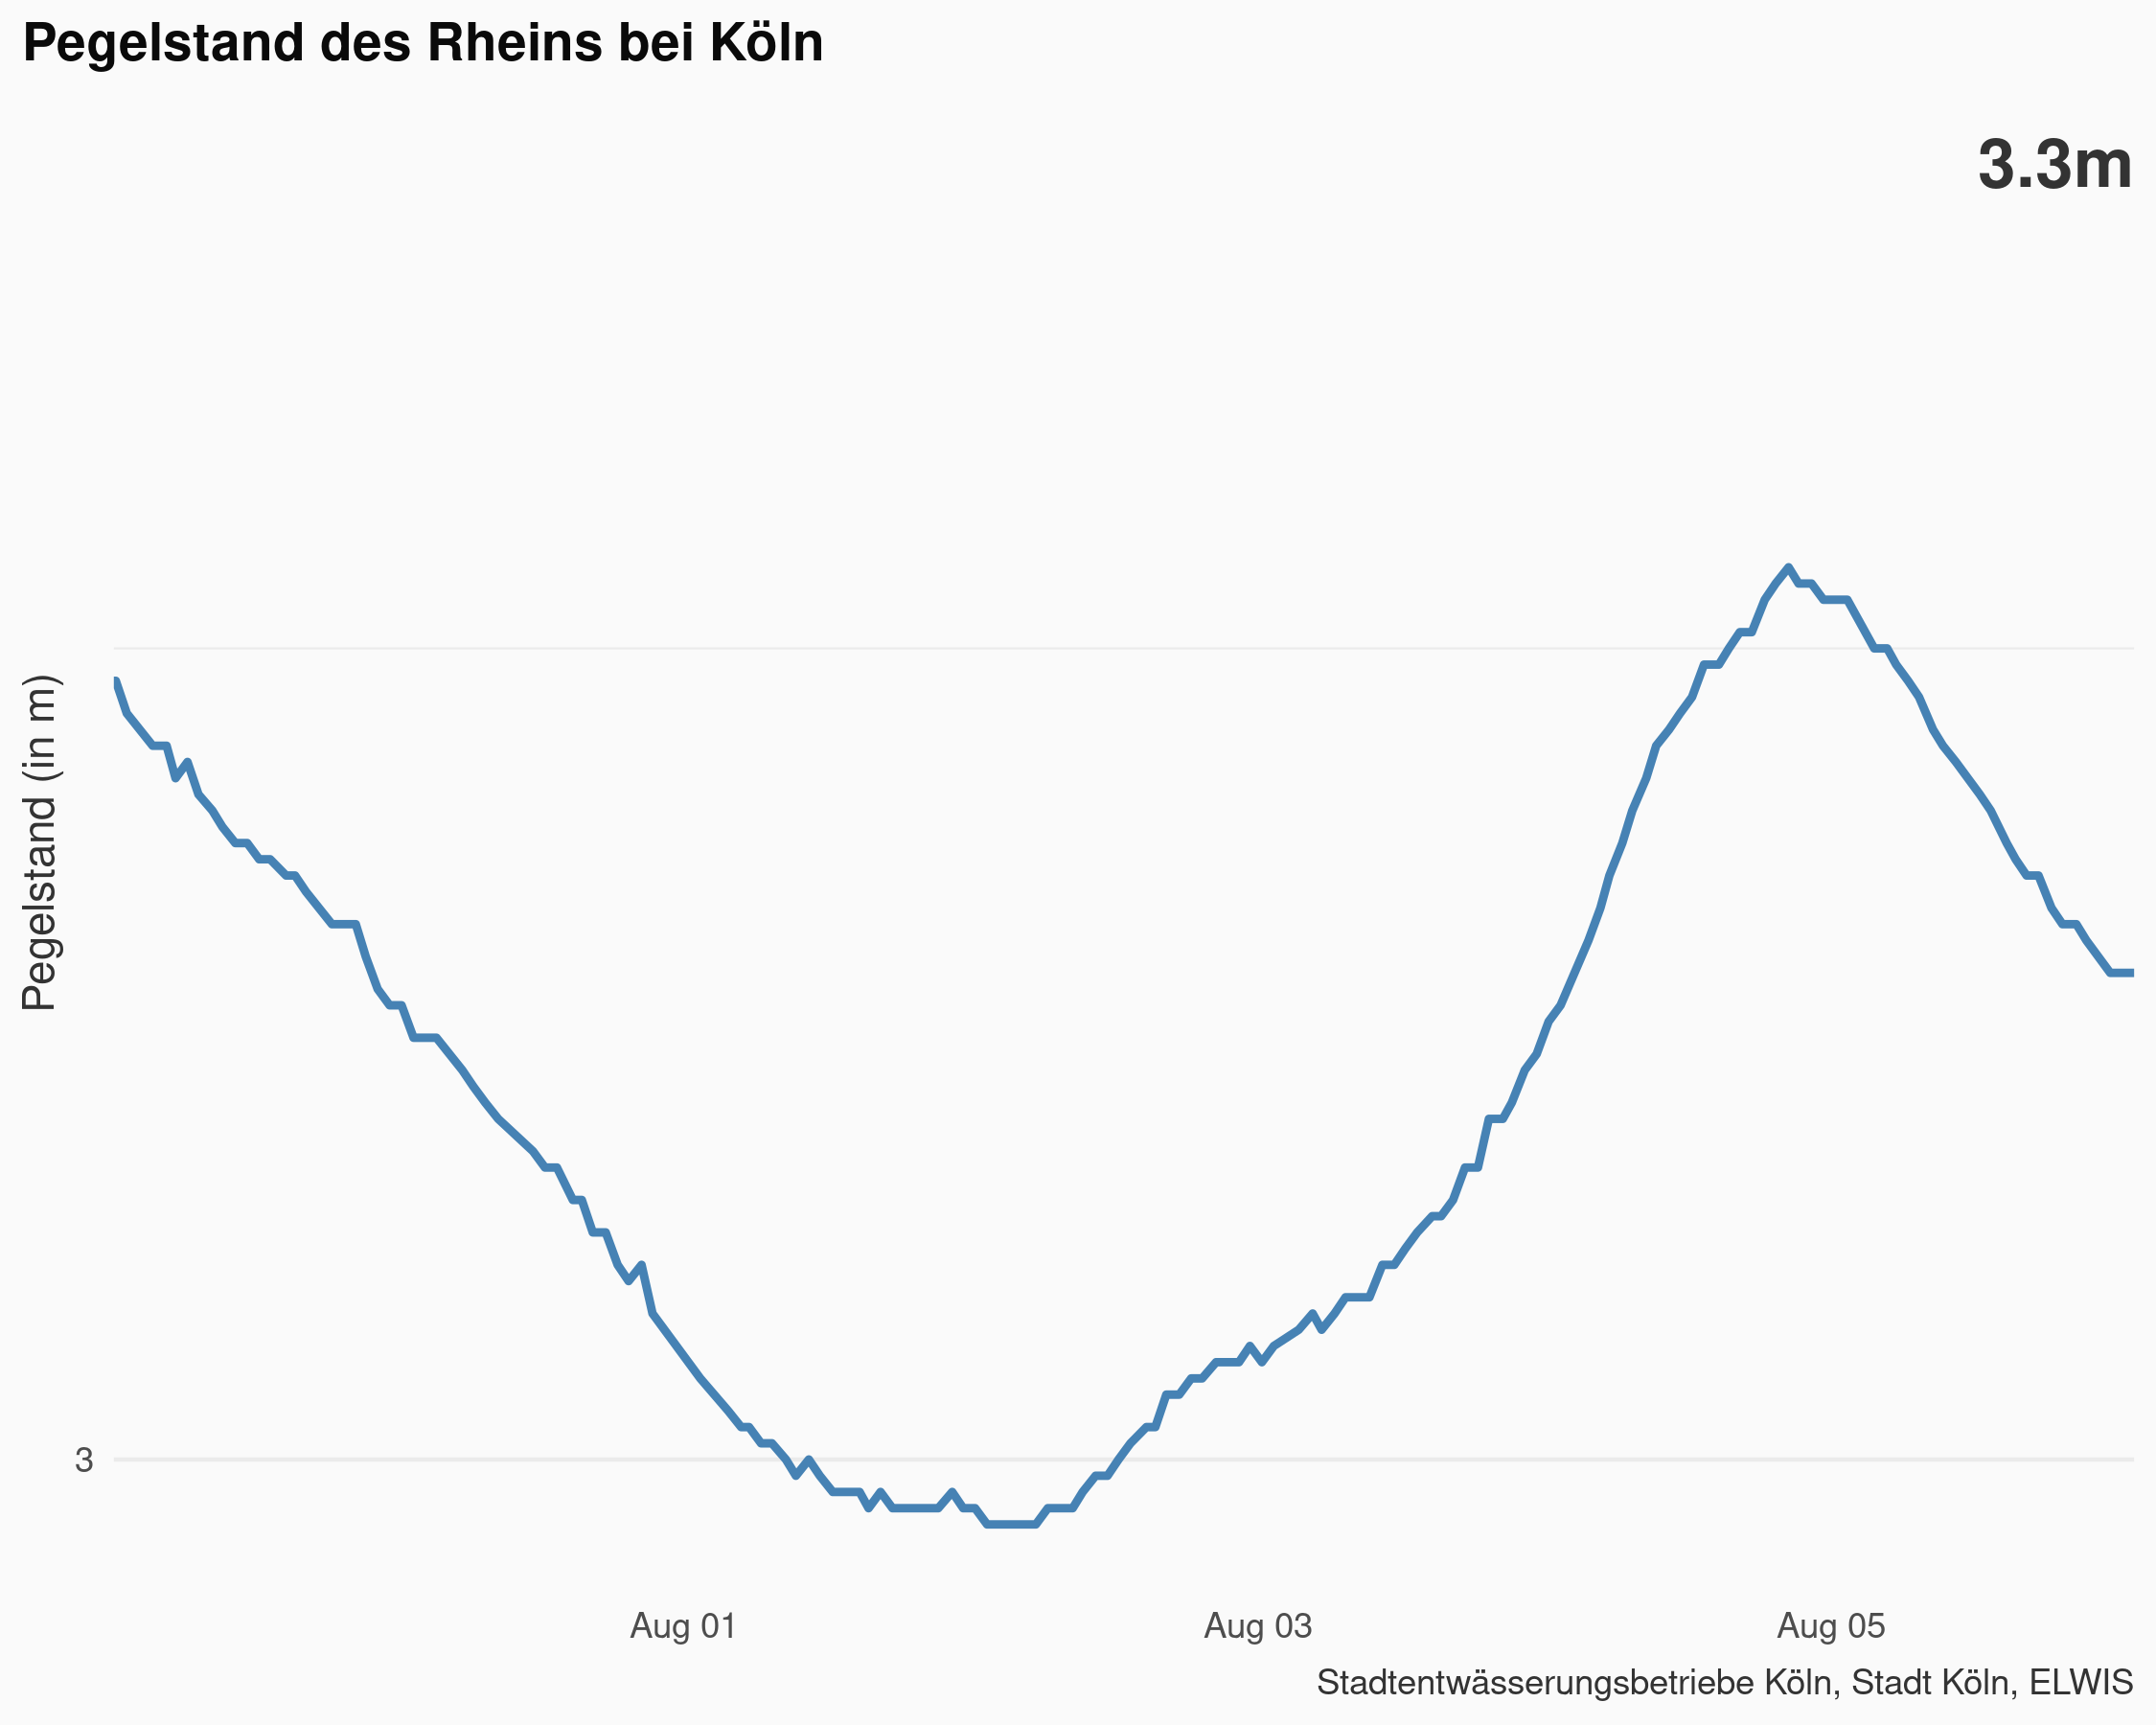 Pegelstand des Rheins bei Köln
3.3m
Pegelstand (in m)
3
Aug 01
Aug 03
Aug 05
Stadtentwässerungsbetriebe Köln, Stadt Köln, ELWIS